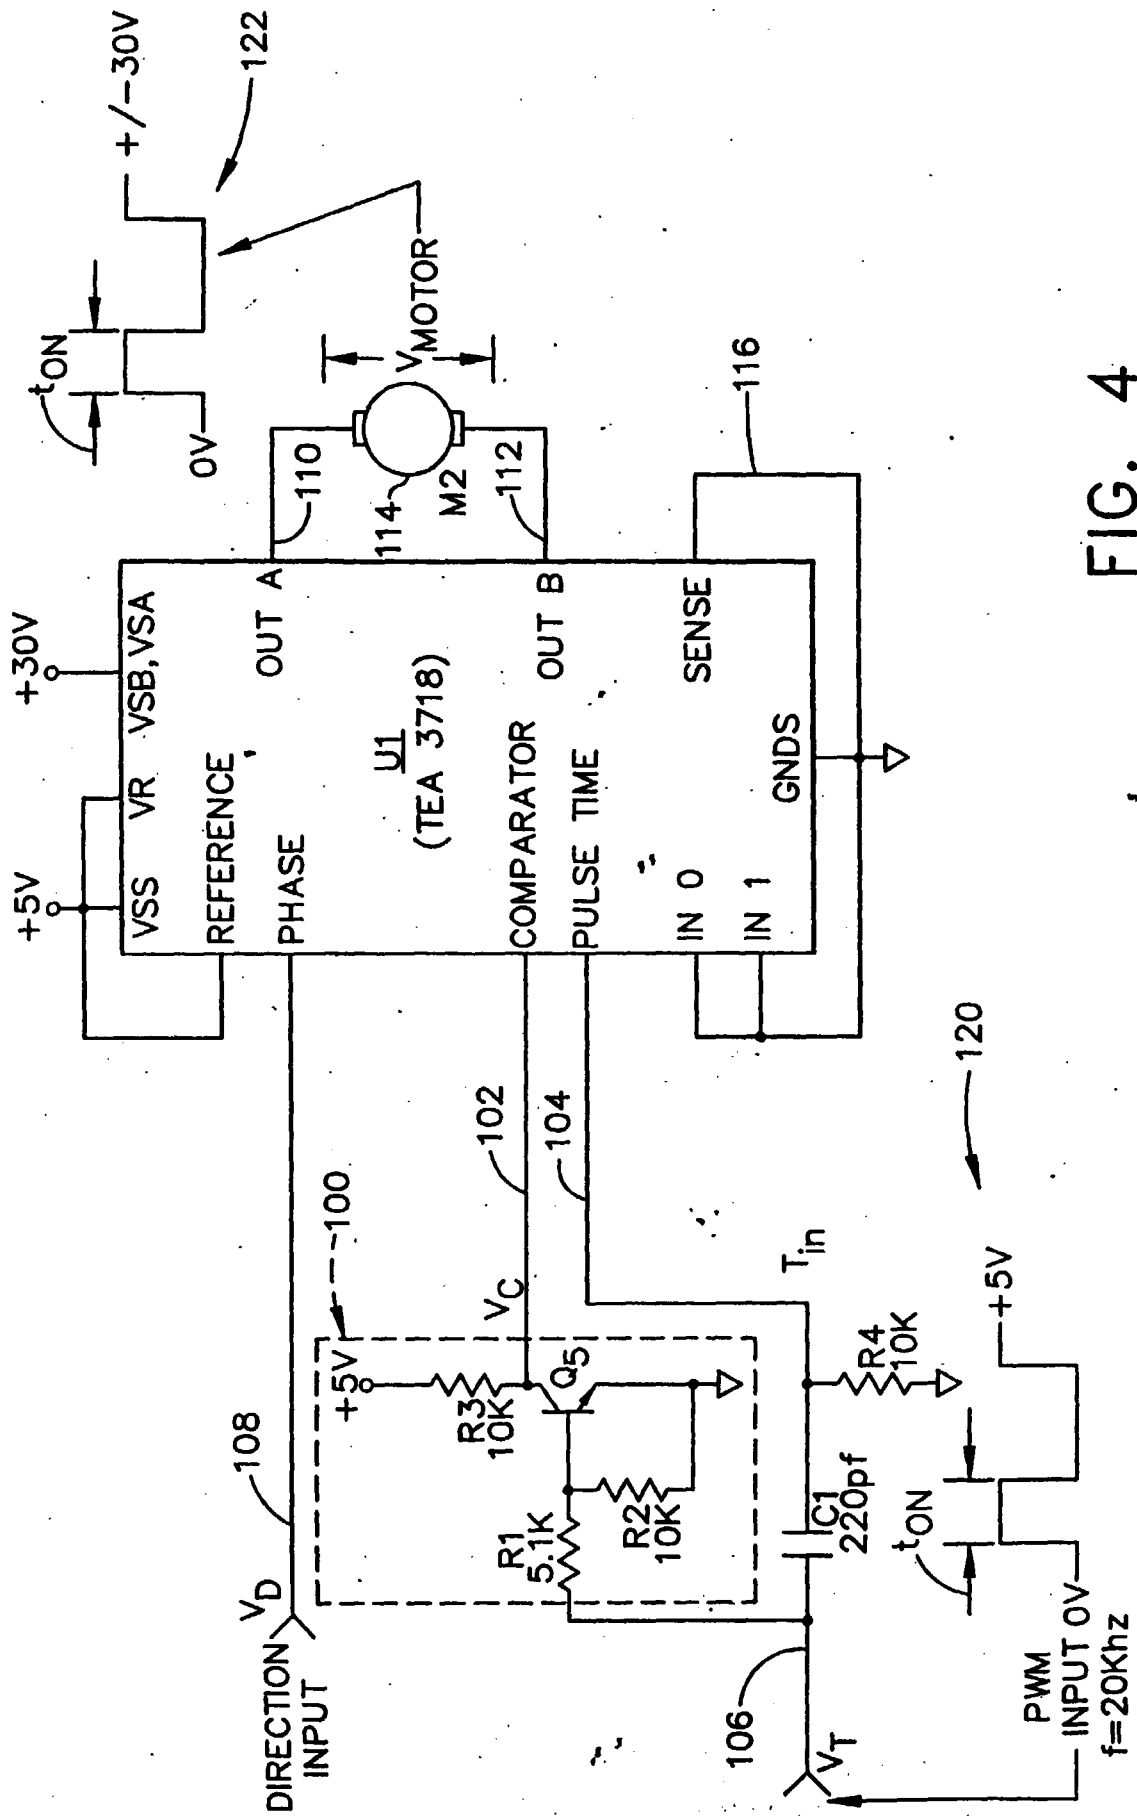 +5V
+30V
VSS
VR
VSB,VSA
REFERENCE
PHASE
OUT A
U1
(TEA 3718)
COMPARATOR
PULSE TIME
OUT B
IN 0
IN 1
SENSE
GNDS
110
112
114
M2
VMOTOR
116
tON
0V
+/-30V
122
DIRECTION
INPUT
VD
108
100
+5V
R3
10K
VC
102
Q5
R1
5.1K
R2
10K
104
106
VT
C1
220pf
Tin
R4
10K
PWM
INPUT 0V
f=20Khz
tON
+5V
120
FIG. 4